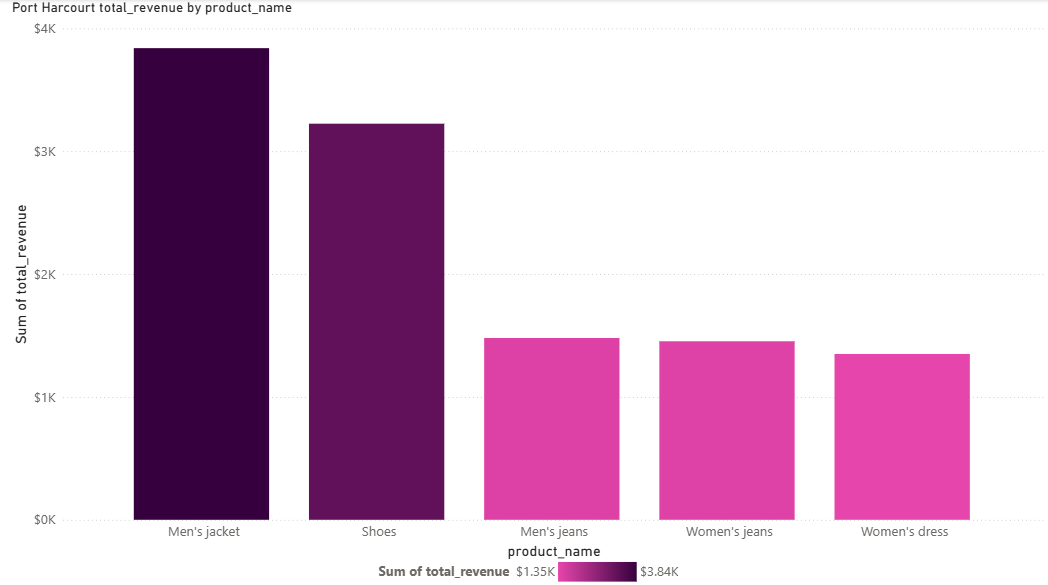 Port Harcourt total_revenue by product_name
$4K
$3K
$2K
$1K
$0K
Sum of total_revenue
Men's jacket Shoes Men's jeans Women's jeans Women's dress
product_name
Sum of total_revenue $1.35K $3.84K